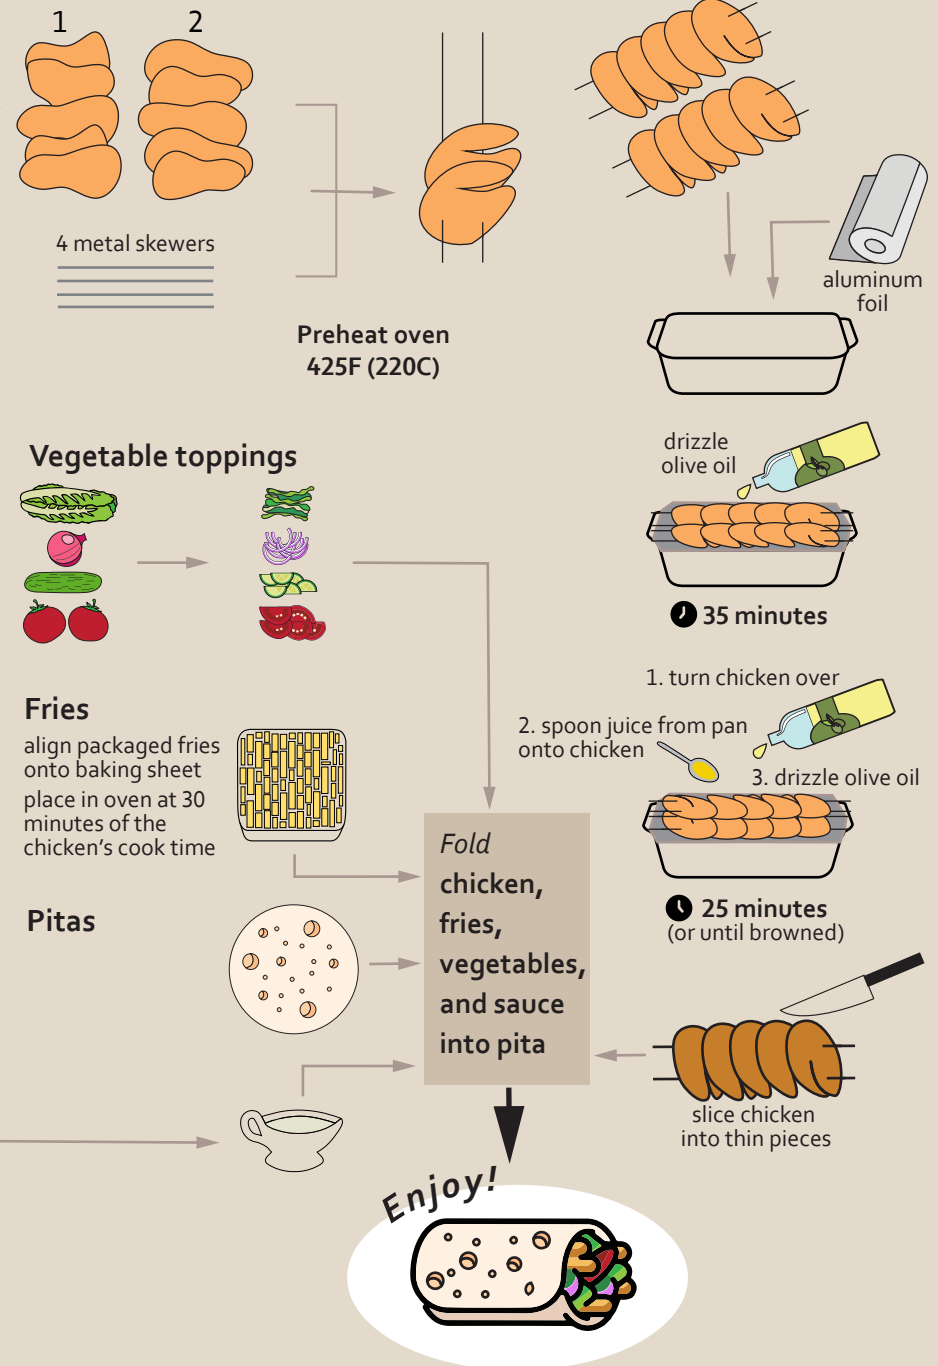 1
2
4 metal skewers
aluminum
foil
Preheat oven
425F (220C)
drizzle
olive oil
35 minutes
Vegetable toppings
1. turn chicken over
2. spoon juice from pan
onto chicken
3. drizzle olive oil
25 minutes
(or until browned)
Fries
align packaged fries
onto baking sheet
place in oven at 30
minutes of the
chicken's cook time
Pitas
Fold
chicken,
fries,
vegetables,
and sauce
into pita
slice chicken
into thin pieces
Enjoy!